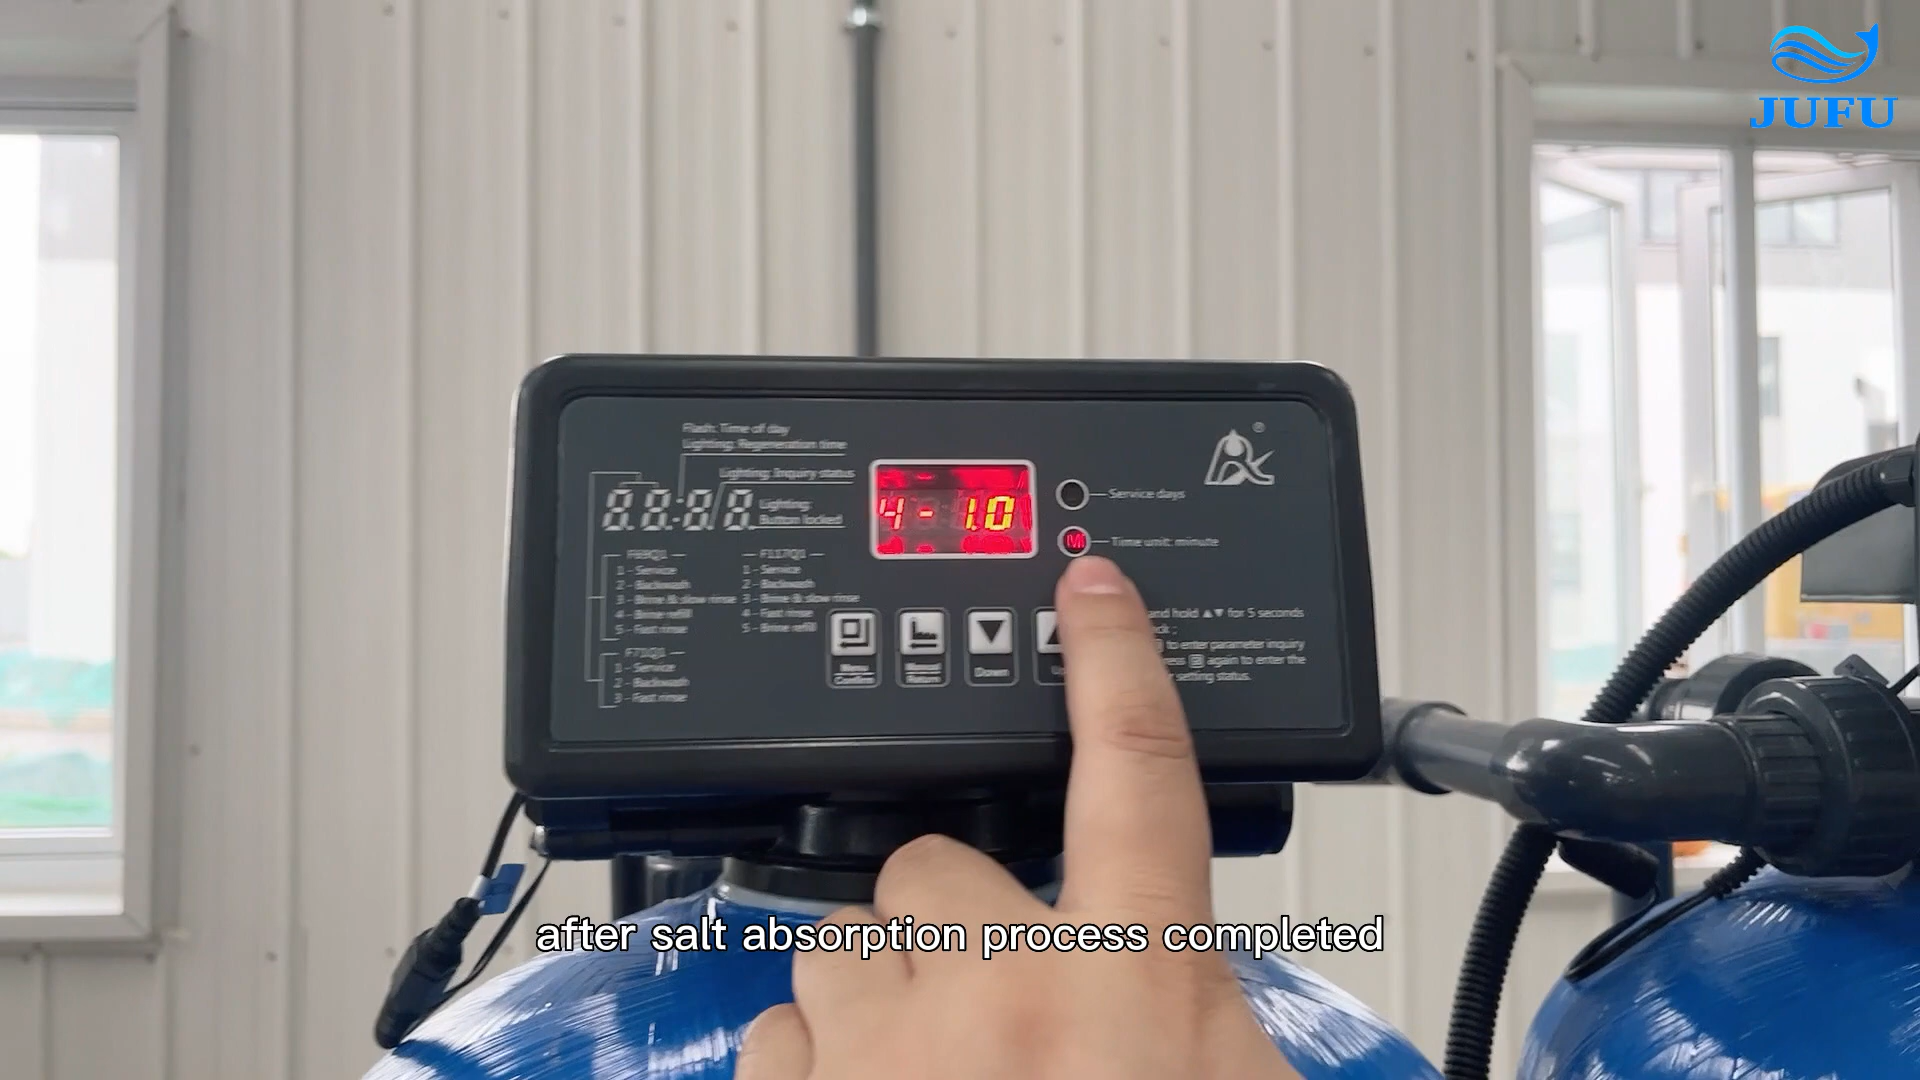 JUFU
Flash: Time of day
Lighting: Regeneration time
Lighting: Inquiry status
88:8/8
Lighting:
Button locked
4 - 10
Service days
M
Time unit: minute
F69Q1
1 - Service
2 - Backwash
3 - Brine & slow rinse
4 - Brine refill
5 - Fast rinse
F117Q1
1 - Service
2 - Backwash
3 - Brine & slow rinse
4 - Fast rinse
5 - Brine refill
F71Q1
1 - Service
2 - Backwash
3 - Fast rinse
Menu
Confirm
Manual
Return
Down
and hold ▲▼ for 5 seconds
to enter parameter inquiry
again to enter the
setting status.
after salt absorption process completed